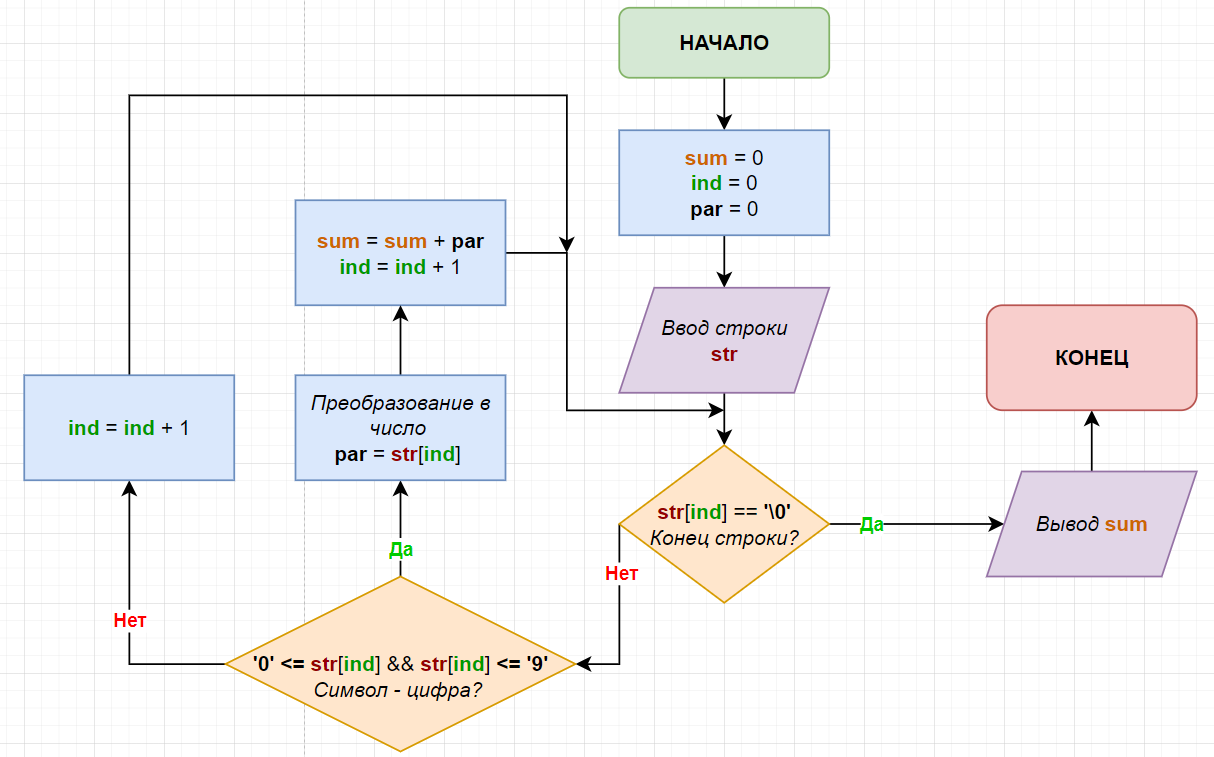 НАЧАЛО
sum = 0
ind = 0
par = 0
Ввод строки
str
str[ind] == '\0'
Конец строки?
Да
Вывод sum
КОНЕЦ
Нет
'0' <= str[ind] && str[ind] <= '9'
Символ - цифра?
Да
Преобразование в
число
par = str[ind]
sum = sum + par
ind = ind + 1
Нет
ind = ind + 1